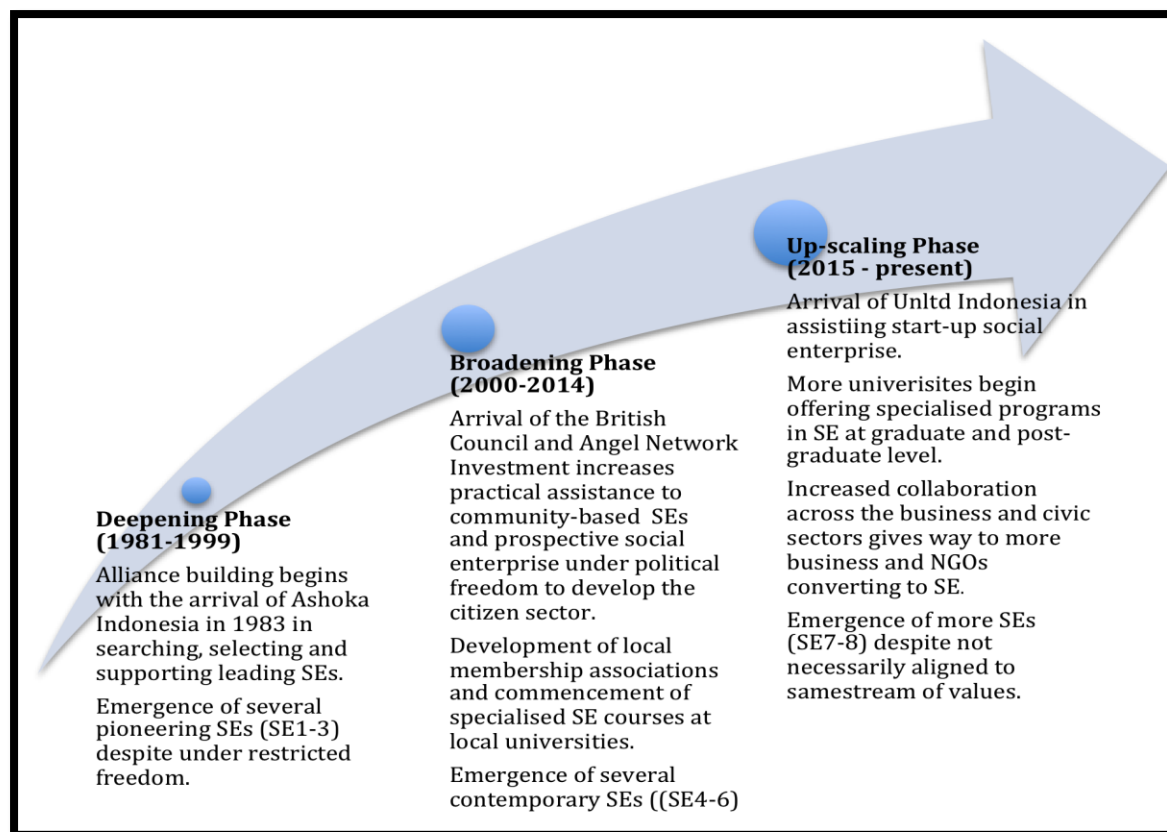 Deepening Phase
(1981-1999)
Alliance building begins
with the arrival of Ashoka
Indonesia in 1983 in
searching, selecting and
supporting leading SEs.
Emergence of several
pioneering SEs (SE1-3)
despite under restricted
freedom.
Broadening Phase
(2000-2014)
Arrival of the British
Council and Angel Network
Investment increases
practical assistance to
community-based  SEs
and prospective social
enterprise under political
freedom to develop the
citizen sector.
Development of local
membership associations
and commencement of
specialised SE courses at
local universities.
Emergence of several
contemporary SEs ((SE4-6)
Up-scaling Phase
(2015 - present)
Arrival of Unltd Indonesia in
assistiing start-up social
enterprise.
More univerisites begin
offering specialised programs
in SE at graduate and post-
graduate level.
Increased collaboration
across the business and civic
sectors gives way to more
business and NGOs
converting to SE.
Emergence of more SEs
(SE7-8) despite not
necessarily aligned to
samestream of values.